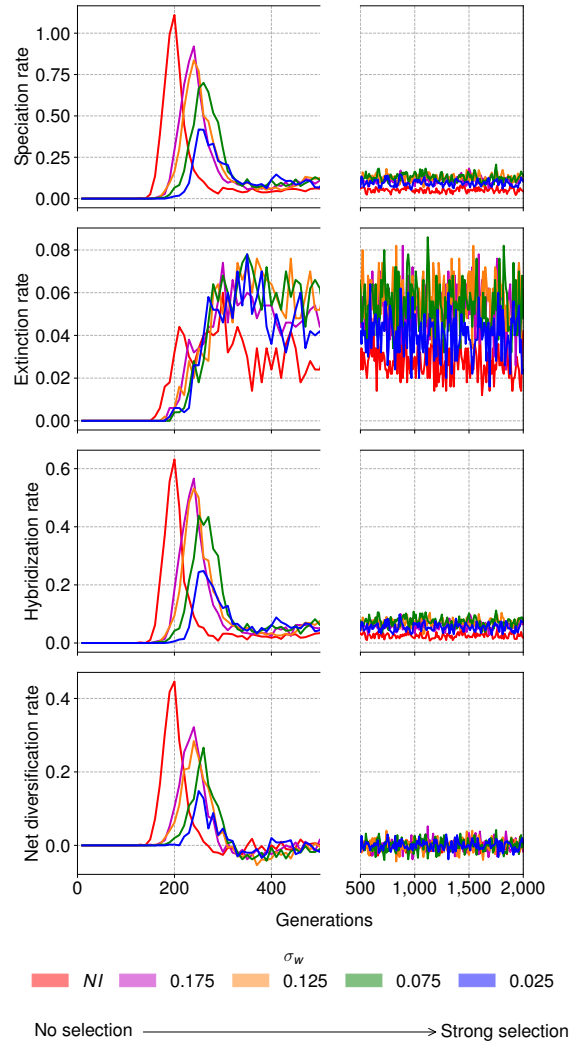 Speciation rate
1.00
0.75
0.50
0.25
0.00
Extinction rate
0.08
0.06
0.04
0.02
0.00
Hybridization rate
0.6
0.4
0.2
0.0
Net diversification rate
0.4
0.2
0.0
0 200 400 500 1,000 1,500 2,000
Generations
σw
NI 0.175 0.125 0.075 0.025
No selection Strong selection